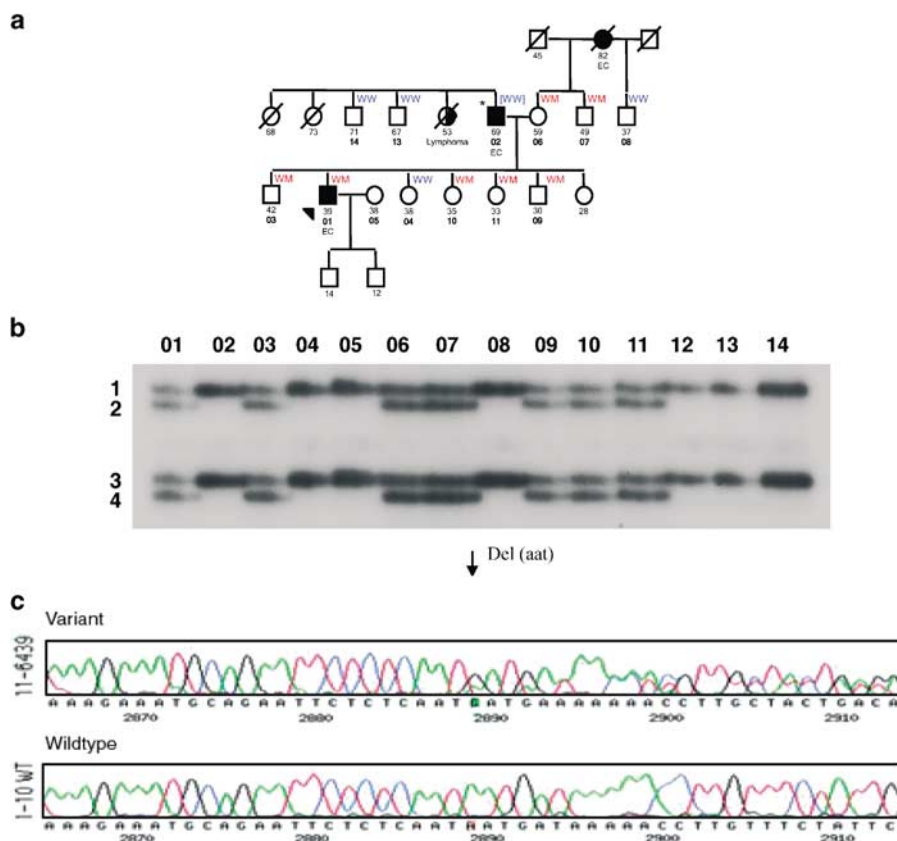 a
45
82
EC
WW WW * [WW] WM WM WW
68 73 71 67 53 69 59 49 37
14 13 Lymphoma 02 06 07 08
EC
WM WM WW WM WM WM
42 39 38 38 35 33 30 28
03 01 05 04 10 11 09
EC
14 12
b
01 02 03 04 05 06 07 08 09 10 11 12 13 14
1
2
3
4
Del (aat)
c
Variant
11-6439
A A A G A A A T G C A G A A T T C T C T C A A T G A T G A A A A A A A C C T T G C T A C T G A C A
2870 2880 2890 2900 2910
Wildtype
1-10 WT
A A A G A A A T G C A G A A T T C T C T C A A T A A T G A T A A A A A C C T T G T T T C T A T T C
2870 2880 2890 2900 2910